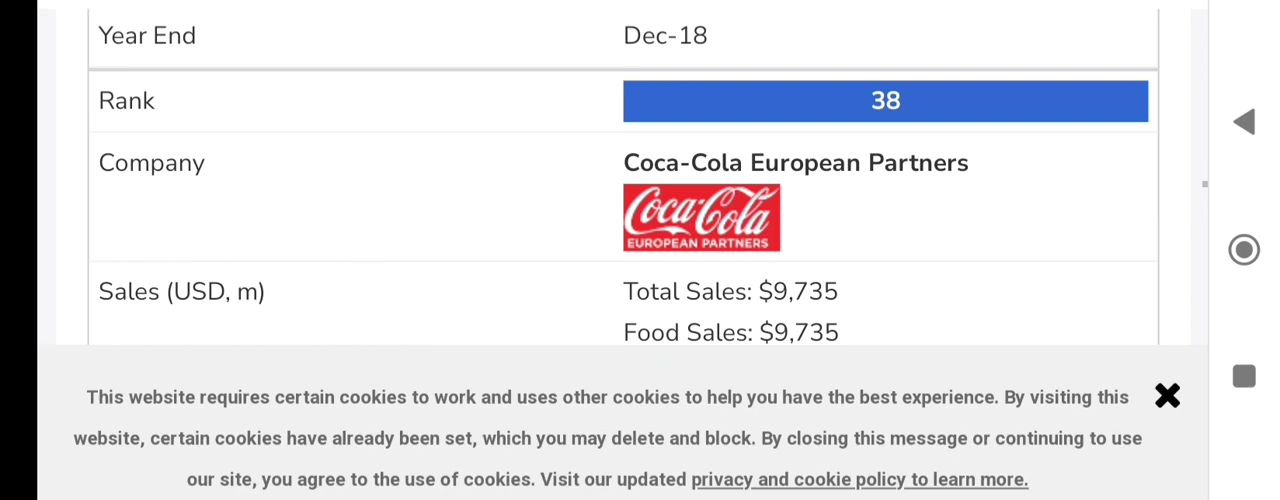 Year End Dec-18
Rank 38
Company Coca-Cola European Partners
Coca-Cola
EUROPEAN PARTNERS
Sales (USD, m) Total Sales: $9,735
Food Sales: $9,735
This website requires certain cookies to work and uses other cookies to help you have the best experience. By visiting this
website, certain cookies have already been set, which you may delete and block. By closing this message or continuing to use
our site, you agree to the use of cookies. Visit our updated privacy and cookie policy to learn more.